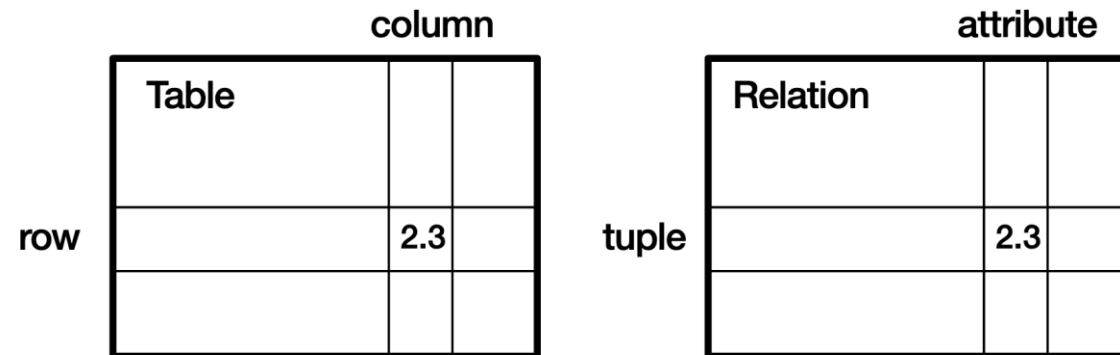 column
Table
row
2.3
attribute
Relation
tuple
2.3